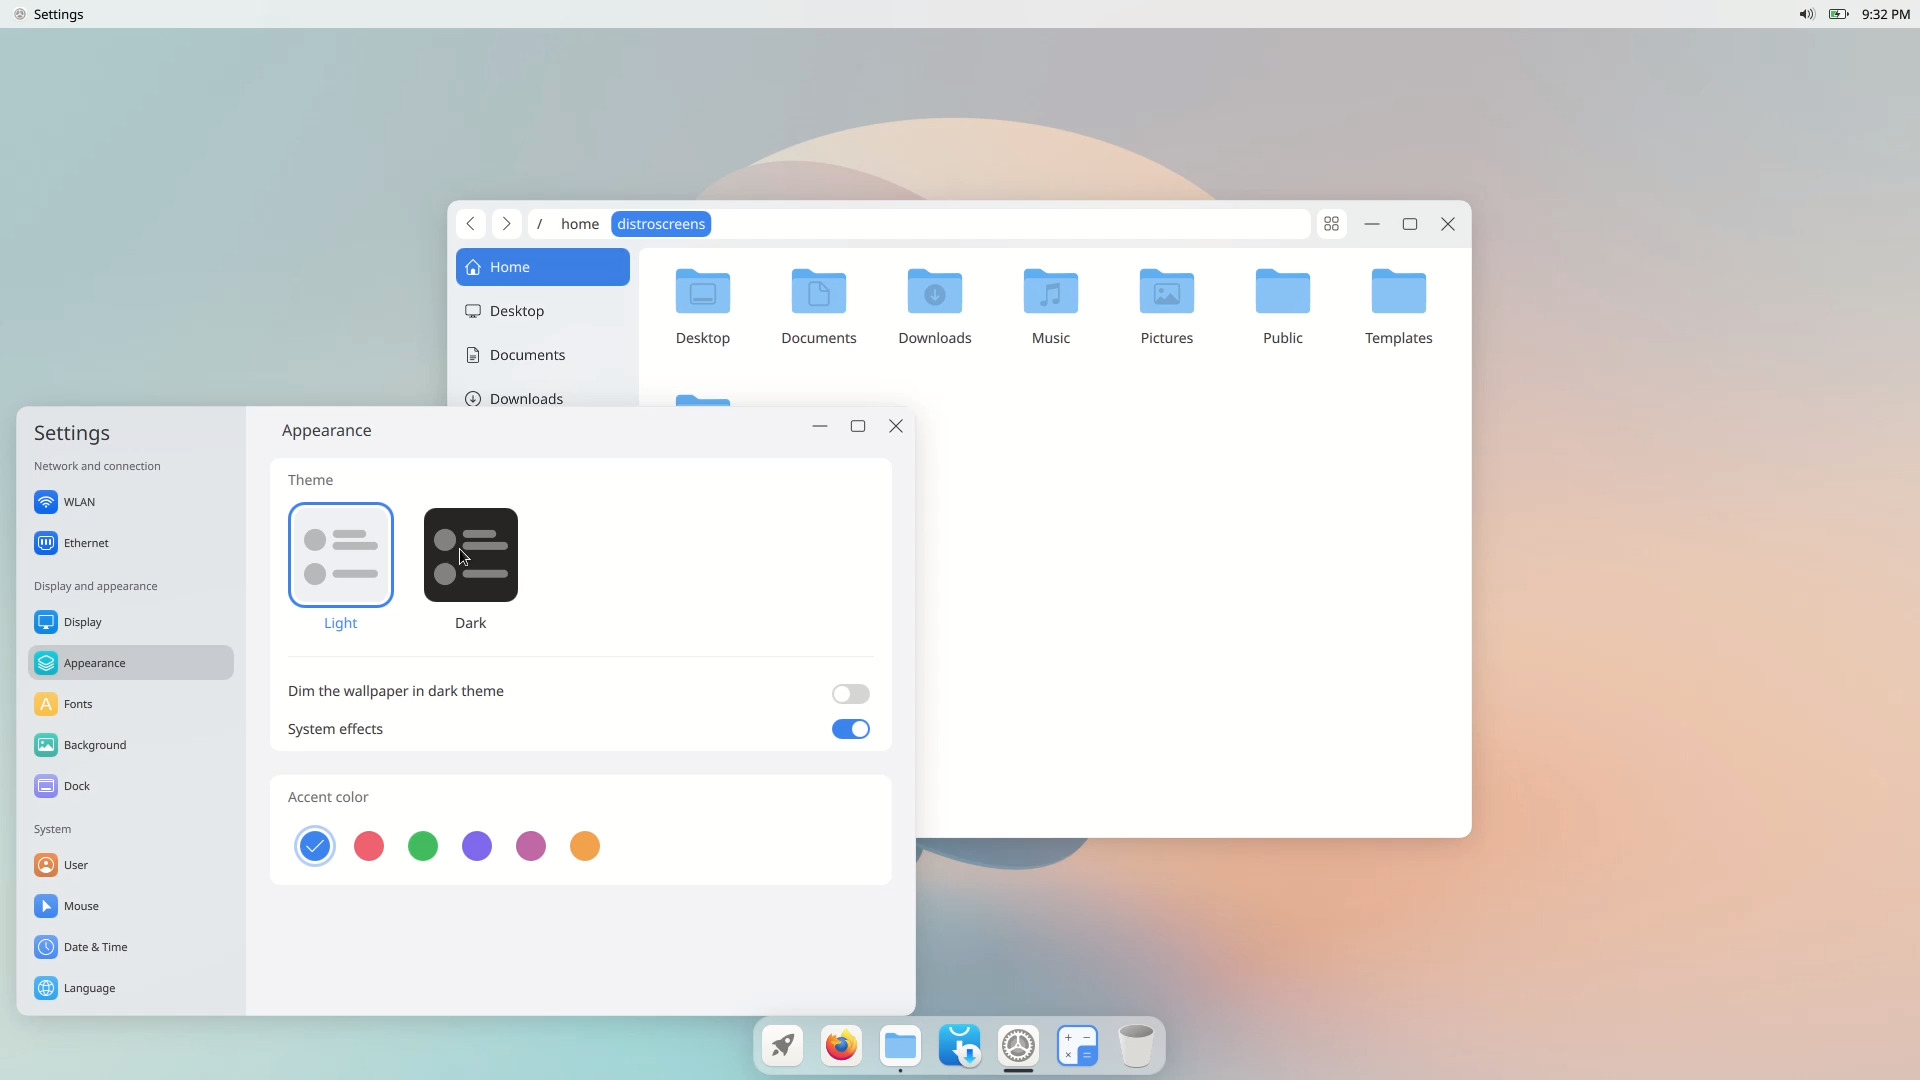 Settings
9:32 PM
/ home distroscreens
Home
Desktop
Documents
Downloads
Desktop Documents Downloads Music Pictures Public Templates
Settings
Network and connection
WLAN
Ethernet
Display and appearance
Display
Appearance
Fonts
Background
Dock
System
User
Mouse
Date & Time
Language
Appearance
Theme
Light Dark
Dim the wallpaper in dark theme
System effects
Accent color